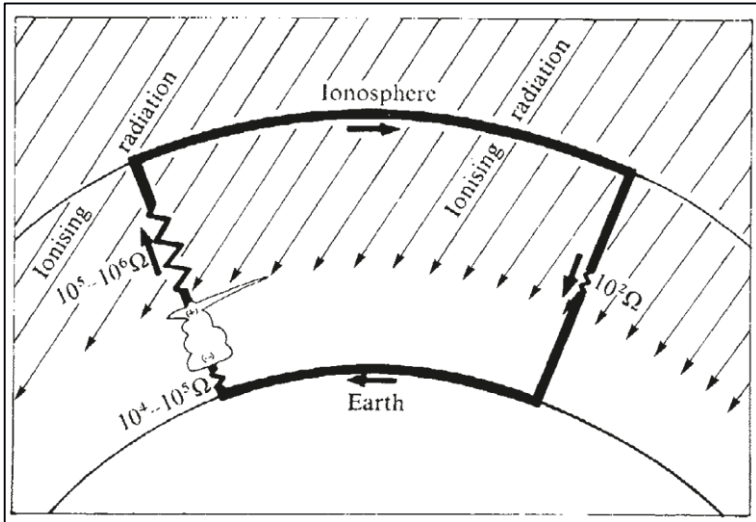 Ionising radiation
Ionosphere
Ionising radiation
10⁵–10⁶Ω
10²Ω
(+)
(-)
10⁴–10⁵Ω
Earth